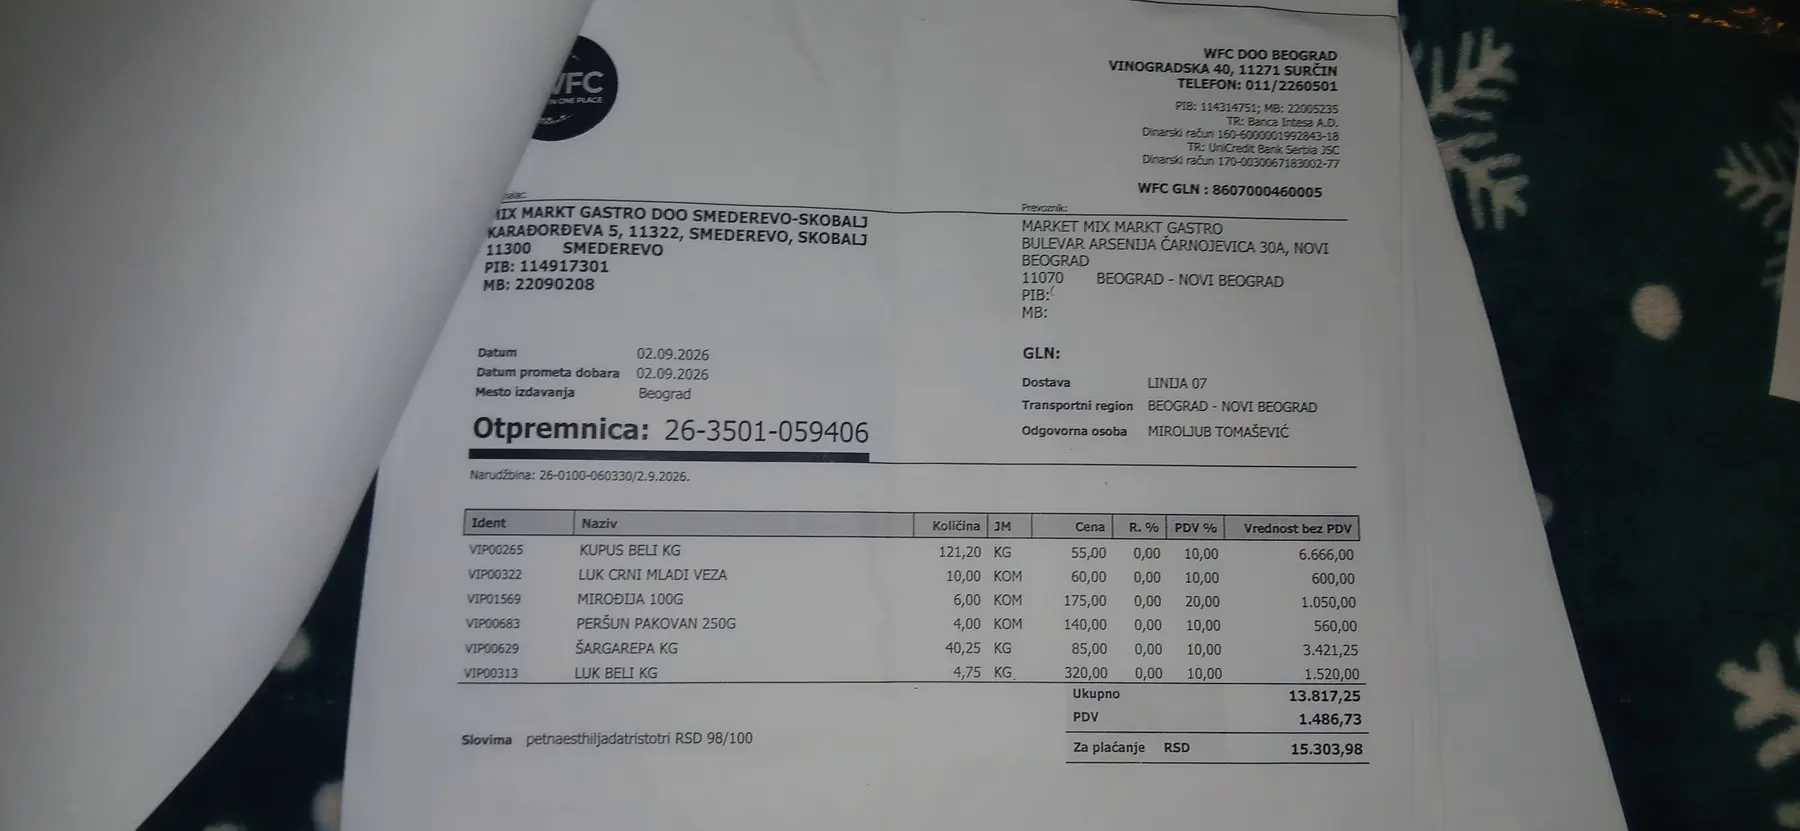 WFC
IN ONE PLACE
WFC DOO BEOGRAD
VINOGRADSKA 40, 11271 SURČIN
TELEFON: 011/2260501
PIB: 114314751; MB: 22005235
TR: Banca Intesa A.D.
Dinarski račun 160-6000001992843-18
TR: UniCredit Bank Serbia JSC
Dinarski račun 170-0030067183002-77
WFC GLN : 8607000460005
MIX MARKT GASTRO DOO SMEDEREVO-SKOBALJ
KARAĐORĐEVA 5, 11322, SMEDEREVO, SKOBALJ
11300 SMEDEREVO
PIB: 114917301
MB: 22090208
Prevoznik:
MARKET MIX MARKT GASTRO
BULEVAR ARSENIJA ČARNOJEVICA 30A, NOVI
BEOGRAD
11070 BEOGRAD - NOVI BEOGRAD
PIB:
MB:
Datum 02.09.2026
Datum prometa dobara 02.09.2026
Mesto izdavanja Beograd
GLN:
Dostava LINIJA 07
Transportni region BEOGRAD - NOVI BEOGRAD
Odgovorna osoba MIROLJUB TOMAŠEVIĆ
Otpremnica: 26-3501-059406
Narudžbina: 26-0100-060330/2.9.2026.
Ident Naziv Količina JM Cena R. % PDV % Vrednost bez PDV
VIP00265 KUPUS BELI KG 121,20 KG 55,00 0,00 10,00 6.666,00
VIP00322 LUK CRNI MLADI VEZA 10,00 KOM 60,00 0,00 10,00 600,00
VIP01569 MIROĐIJA 100G 6,00 KOM 175,00 0,00 20,00 1.050,00
VIP00683 PERŠUN PAKOVAN 250G 4,00 KOM 140,00 0,00 10,00 560,00
VIP00629 ŠARGAREPA KG 40,25 KG 85,00 0,00 10,00 3.421,25
VIP00313 LUK BELI KG 4,75 KG 320,00 0,00 10,00 1.520,00
Ukupno 13.817,25
PDV 1.486,73
Za plaćanje RSD 15.303,98
Slovima petnaesthiljadatristotri RSD 98/100